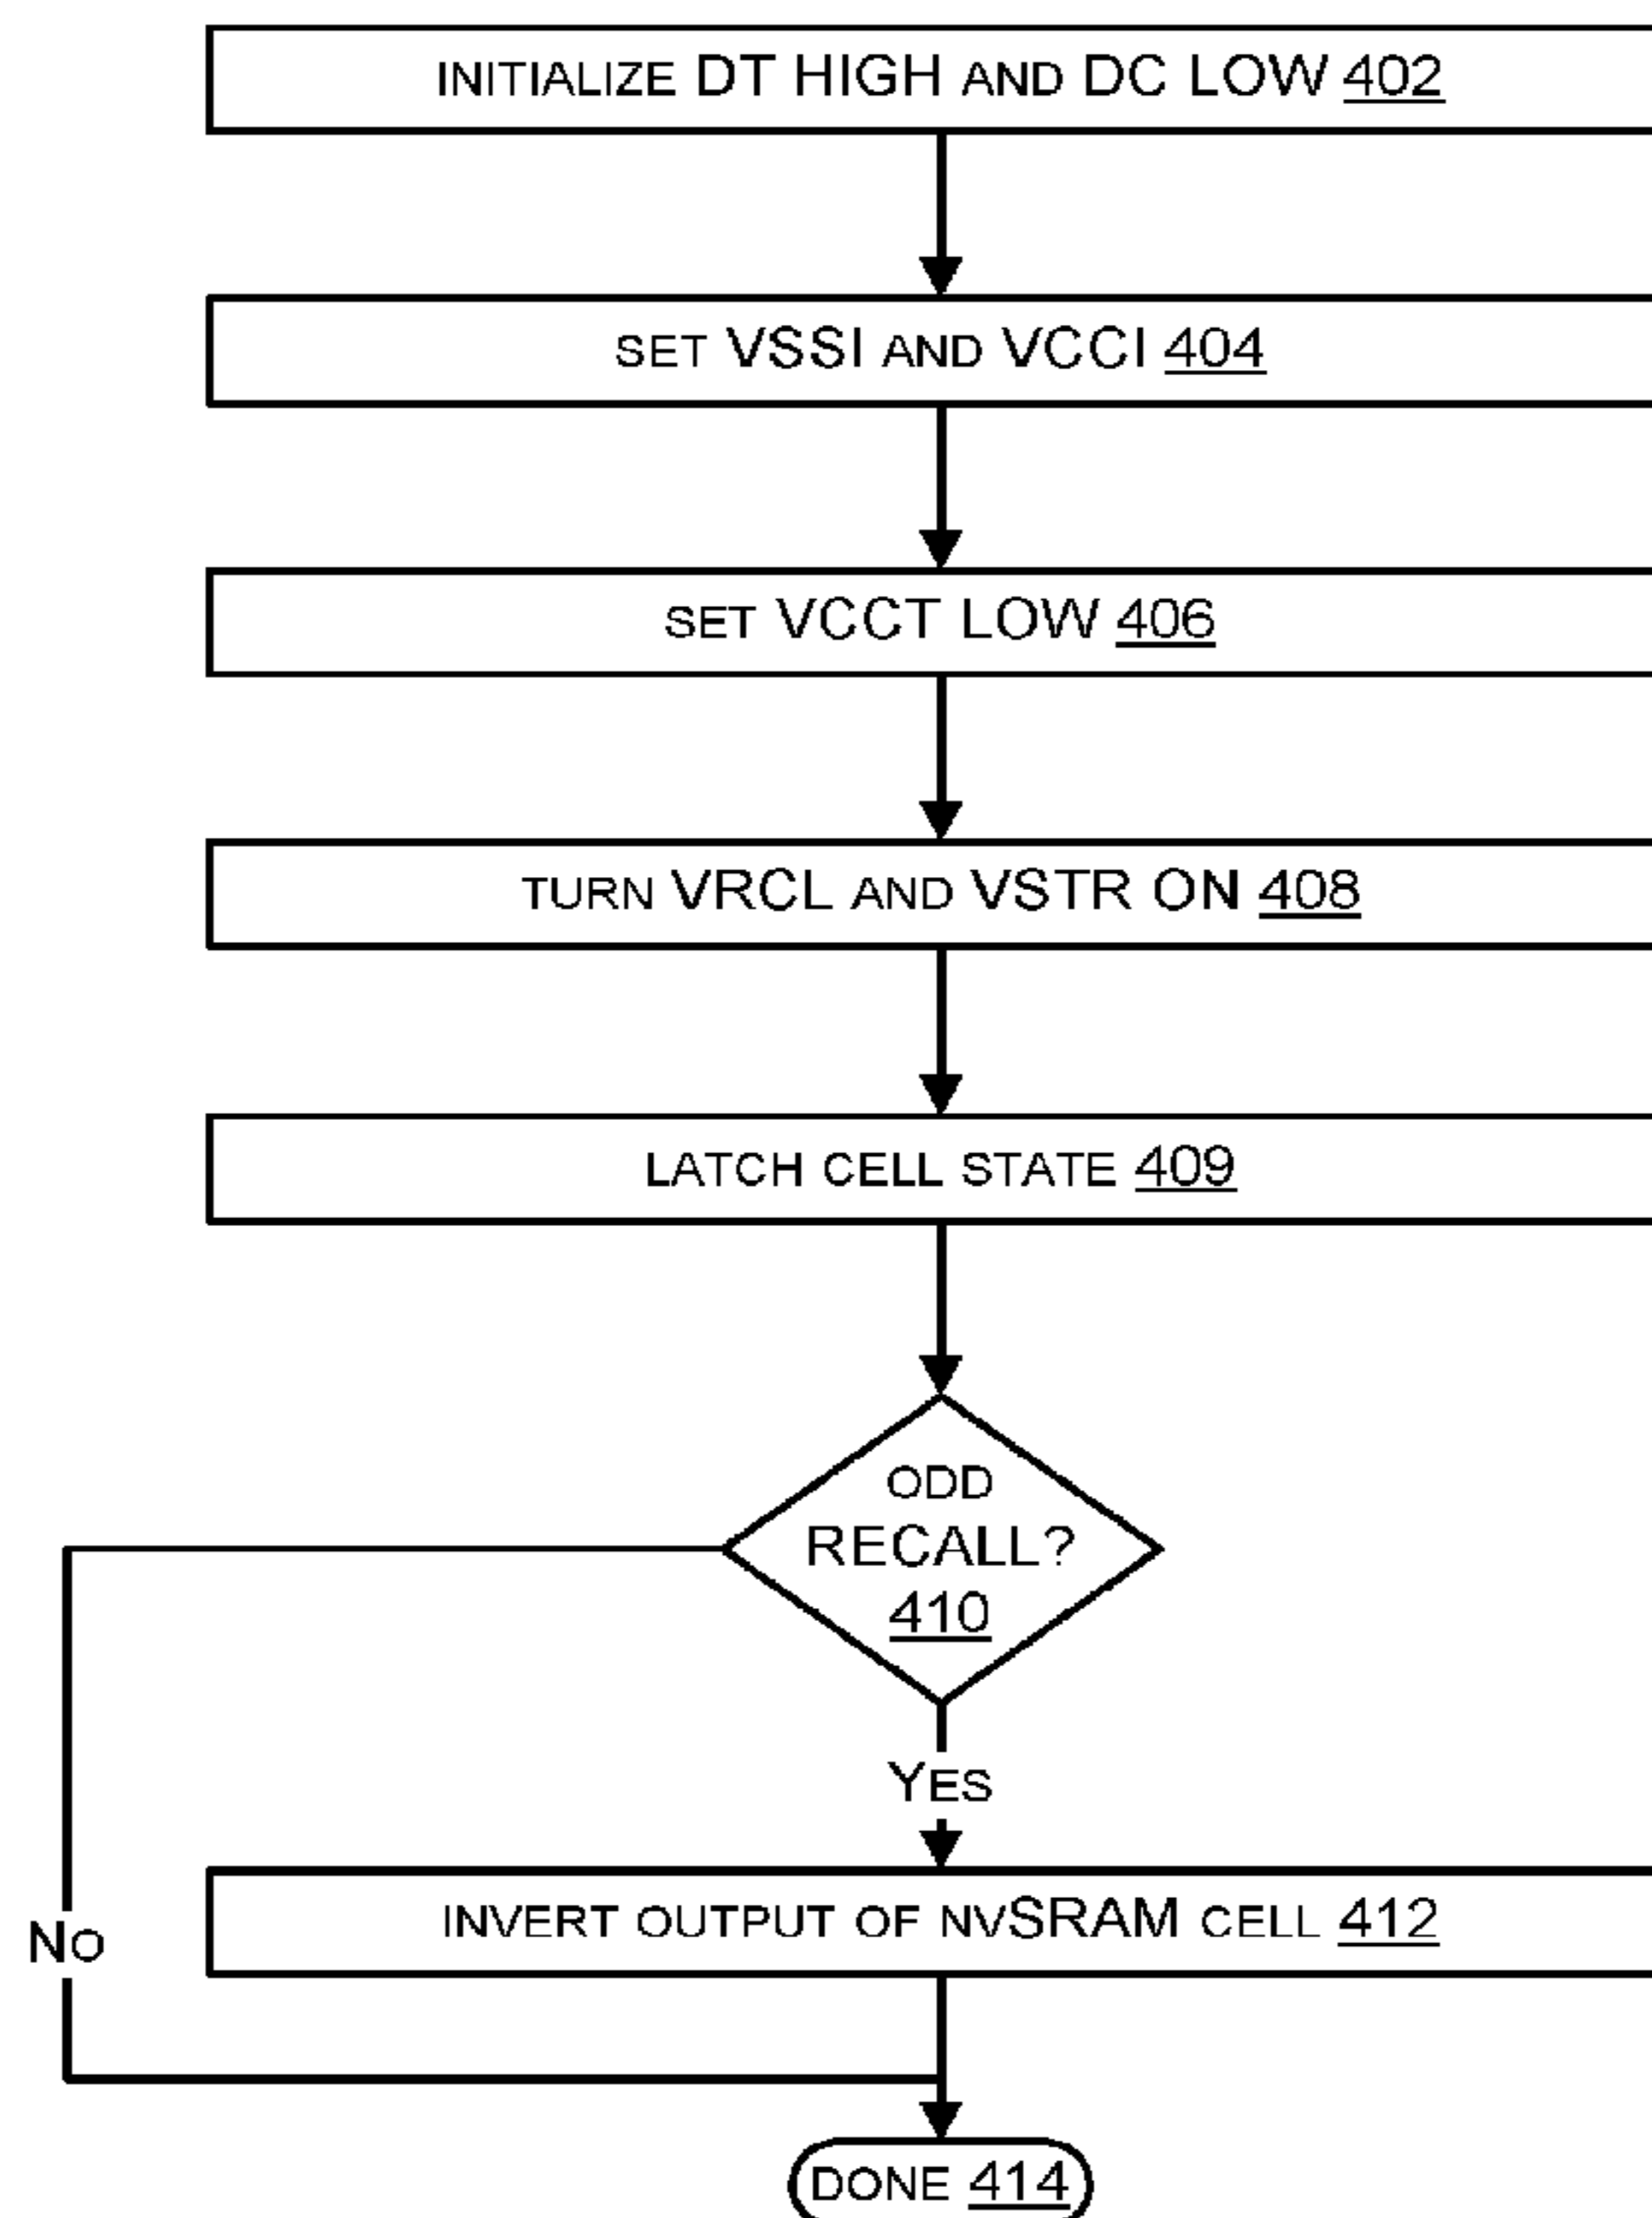 INITIALIZE DT HIGH AND DC LOW 402
SET VSSI AND VCCI 404
SET VCCT LOW 406
TURN VRCL AND VSTR ON 408
LATCH CELL STATE 409
ODD
RECALL?
410
YES
INVERT OUTPUT OF NVSRAM CELL 412
NO
DONE 414